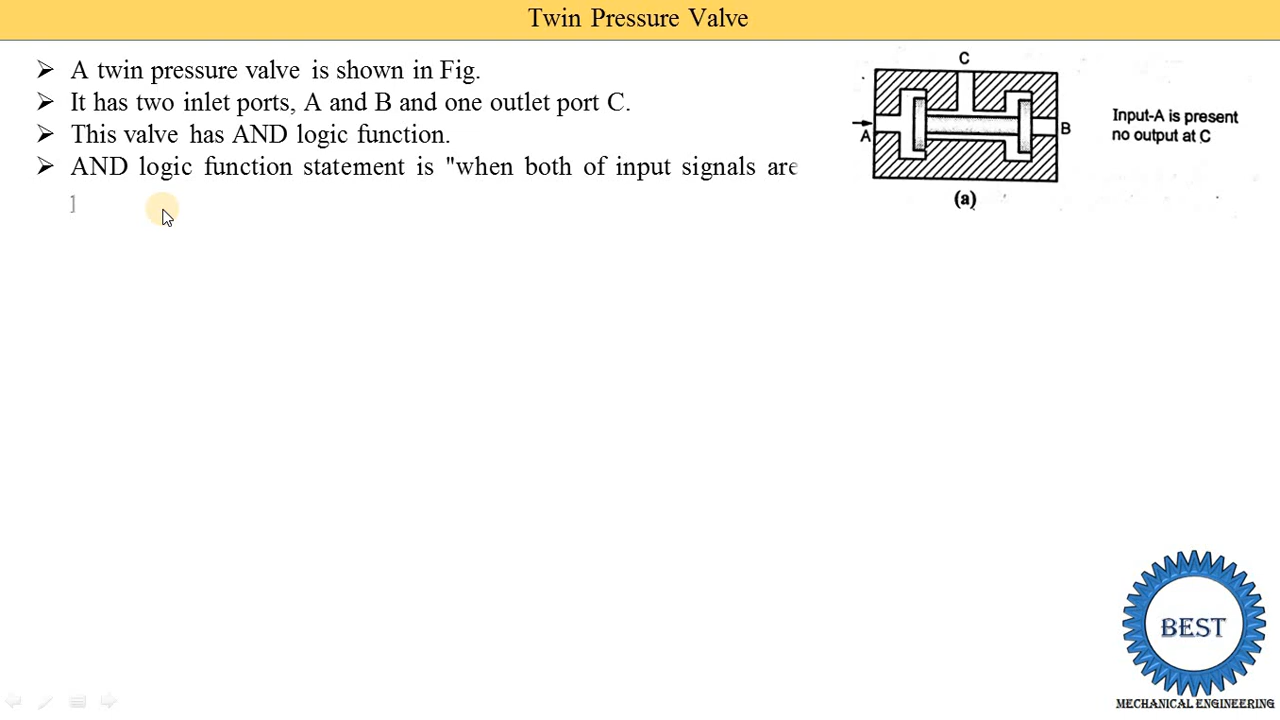 Twin Pressure Valve
➢ A twin pressure valve is shown in Fig.
➢ It has two inlet ports, A and B and one outlet port C.
➢ This valve has AND logic function.
➢ AND logic function statement is "when both of input signals are
C
A
B
Input-A is present
no output at C
(a)
BEST
MECHANICAL ENGINEERING